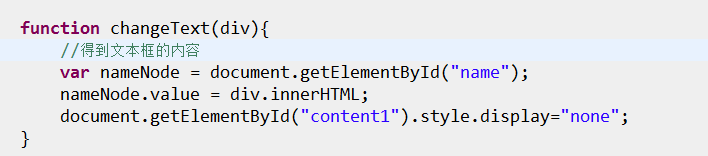 function changeText(div){
//得到文本框的内容
var nameNode = document.getElementById("name");
nameNode.value = div.innerHTML;
document.getElementById("content1").style.display="none";
}